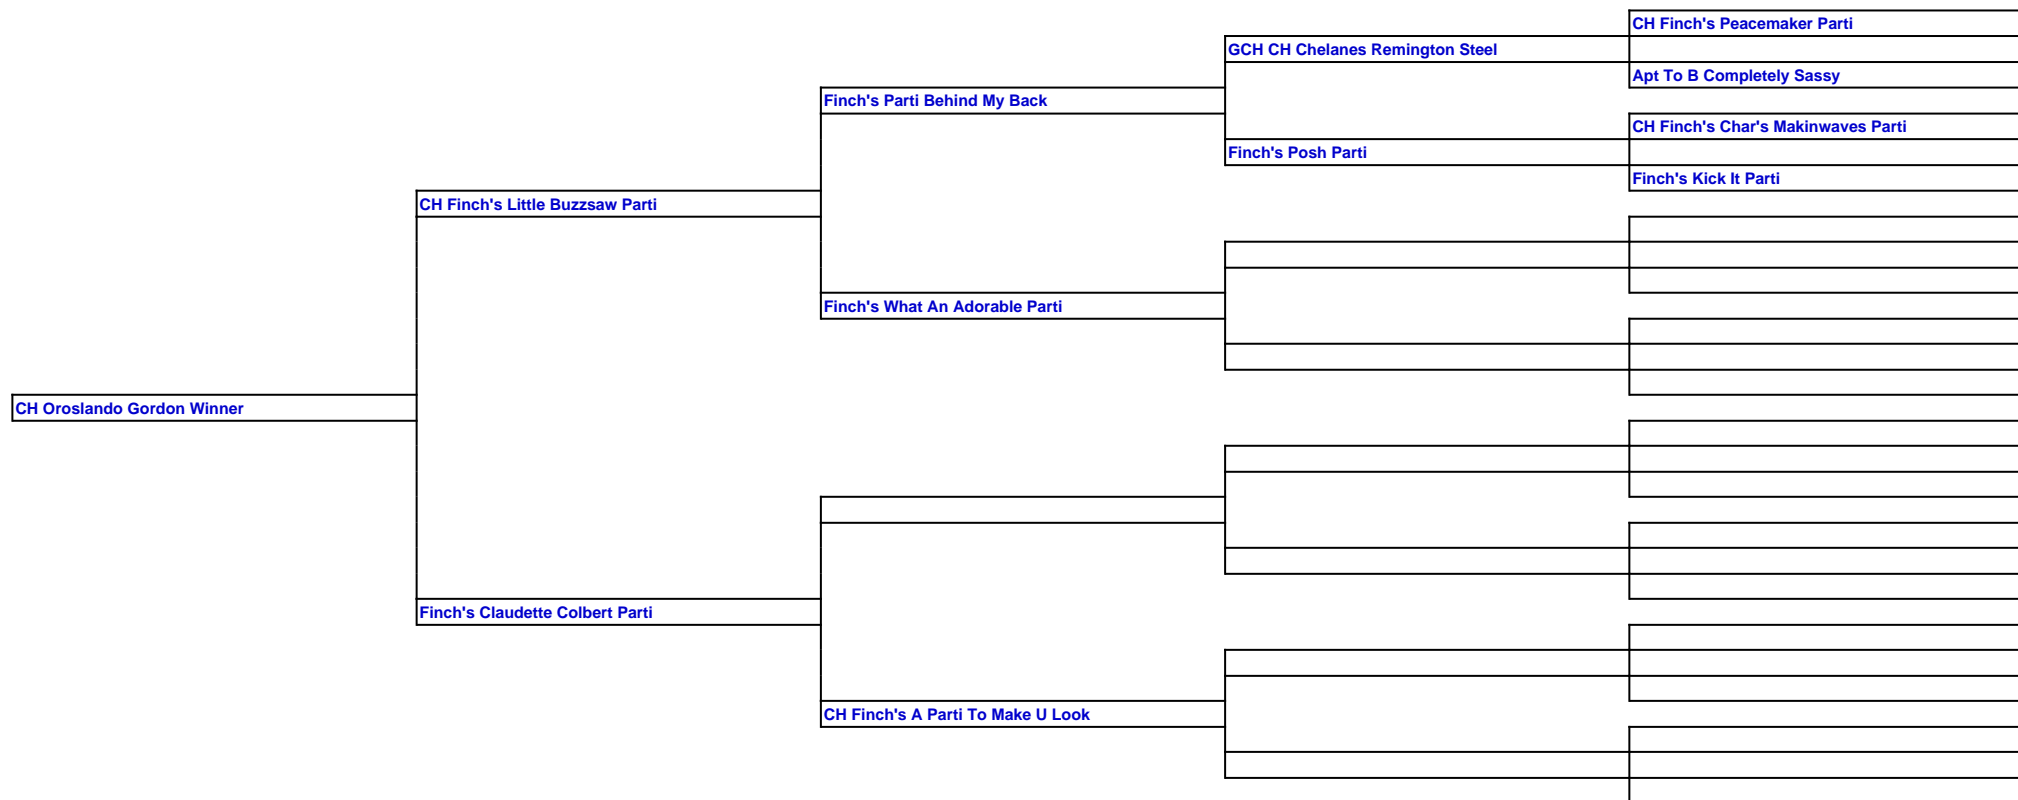 CH Finch's Peacemaker Parti
GCH CH Chelanes Remington Steel
Apt To B Completely Sassy
Finch's Parti Behind My Back
CH Finch's Char's Makinwaves Parti
Finch's Posh Parti
Finch's Kick It Parti
CH Finch's Little Buzzsaw Parti
Finch's What An Adorable Parti
CH Oroslando Gordon Winner
Finch's Claudette Colbert Parti
CH Finch's A Parti To Make U Look